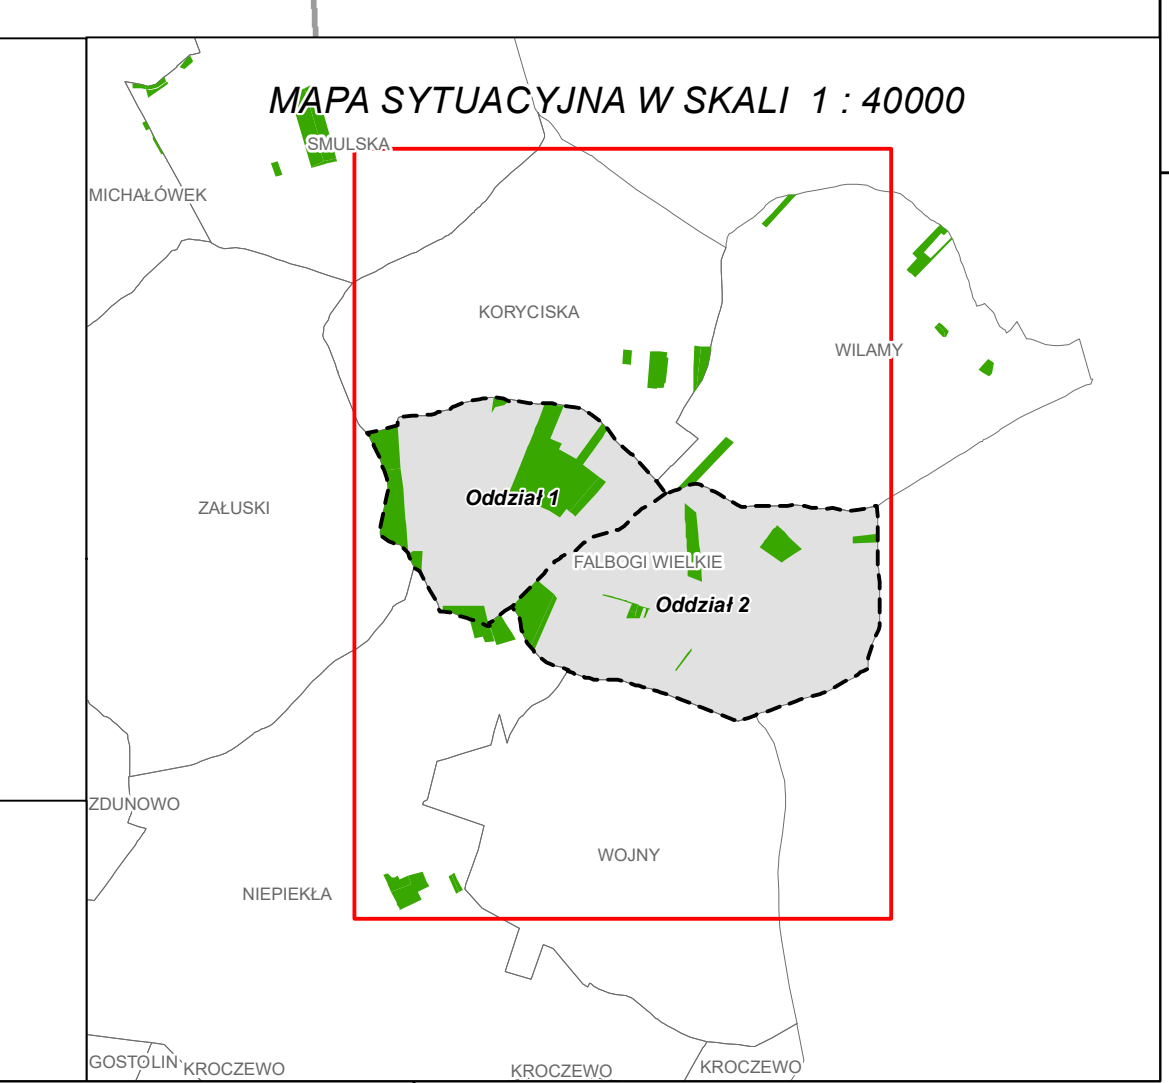 MAPA SYTUACYJNA W SKALI 1 : 40000
SMULSKA
MICHAŁÓWEK
KORYCISKA
WILAMY
Oddział 1
ZAŁUSKI
FALBOGI WIELKIE
Oddział 2
ZDUNOWO
WOJNY
NIEPIEKŁA
GOSTOLIN
KROCZEWO
KROCZEWO
KROCZEWO